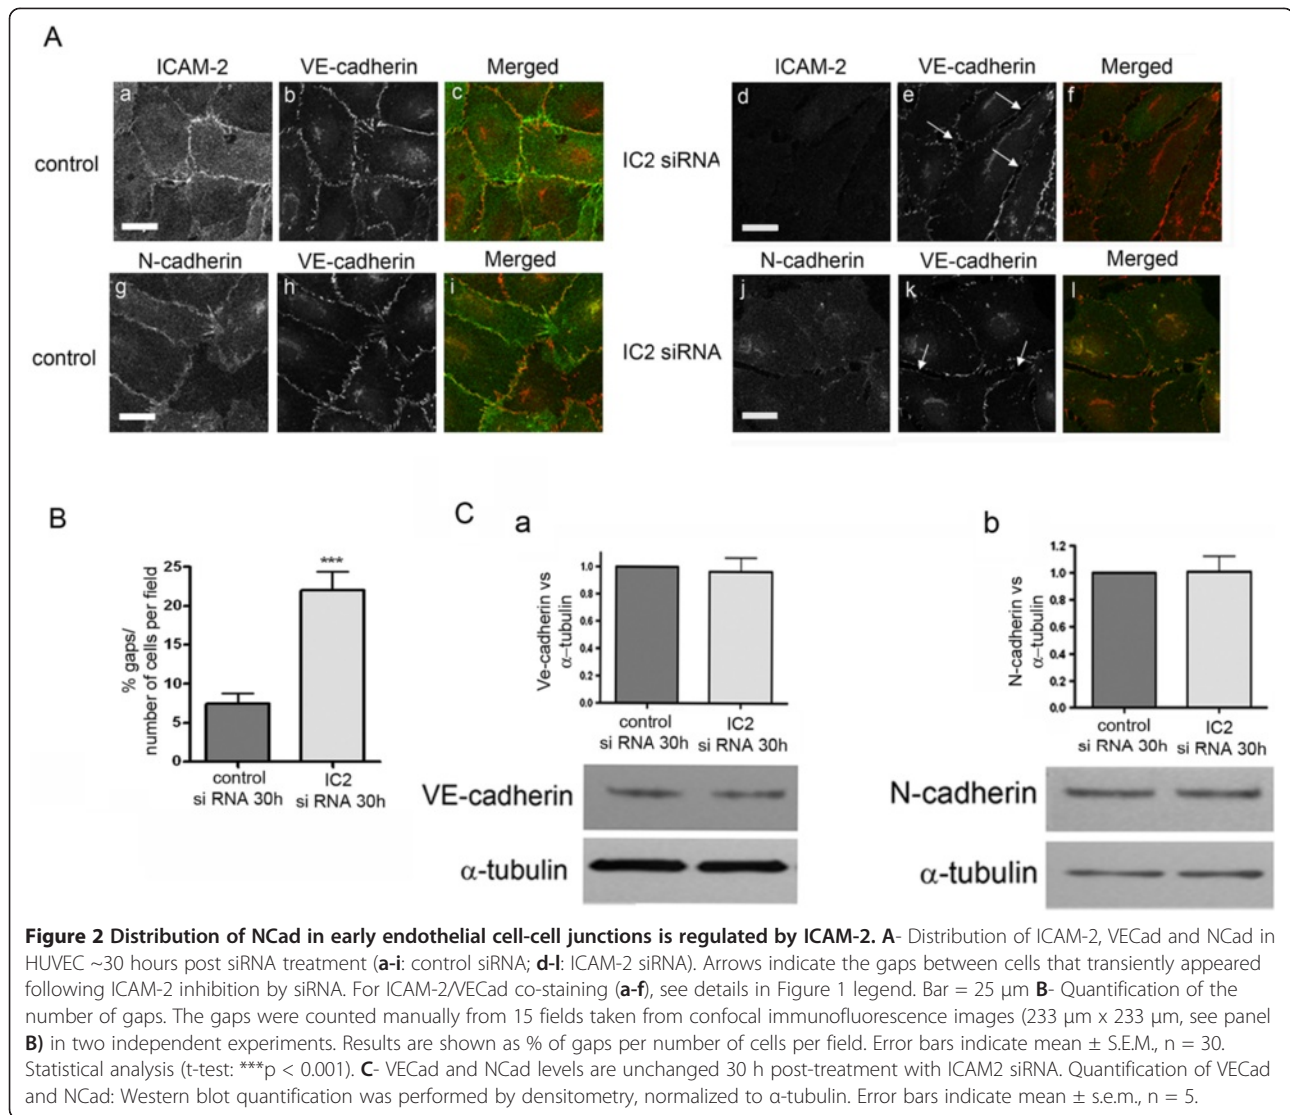 A
ICAM-2 VE-cadherin Merged ICAM-2 VE-cadherin Merged
a b c d e f
control IC2 siRNA
N-cadherin VE-cadherin Merged N-cadherin VE-cadherin Merged
g h i j k l
control IC2 siRNA
B
% gaps/
number of cells per field
25
20
15
10
5
0
***
control
si RNA 30h
IC2
si RNA 30h
C
a
Ve-cadherin vs
α-tubulin
1.0
0.8
0.6
0.4
0.2
0.0
control
si RNA 30h
IC2
si RNA 30h
VE-cadherin
α-tubulin
b
N-cadherin vs
α-tubulin
1.2
1.0
0.8
0.6
0.4
0.2
0.0
control
si RNA 30h
IC2
si RNA 30h
N-cadherin
α-tubulin
Figure 2 Distribution of NCad in early endothelial cell-cell junctions is regulated by ICAM-2. A- Distribution of ICAM-2, VECad and NCad in
HUVEC ~30 hours post siRNA treatment (a-i: control siRNA; d-l: ICAM-2 siRNA). Arrows indicate the gaps between cells that transiently appeared
following ICAM-2 inhibition by siRNA. For ICAM-2/VECad co-staining (a-f), see details in Figure 1 legend. Bar = 25 μm B- Quantification of the
number of gaps. The gaps were counted manually from 15 fields taken from confocal immunofluorescence images (233 μm x 233 μm, see panel
B) in two independent experiments. Results are shown as % of gaps per number of cells per field. Error bars indicate mean ± S.E.M., n = 30.
Statistical analysis (t-test: ***p < 0.001). C- VECad and NCad levels are unchanged 30 h post-treatment with ICAM2 siRNA. Quantification of VECad
and NCad: Western blot quantification was performed by densitometry, normalized to α-tubulin. Error bars indicate mean ± s.e.m., n = 5.